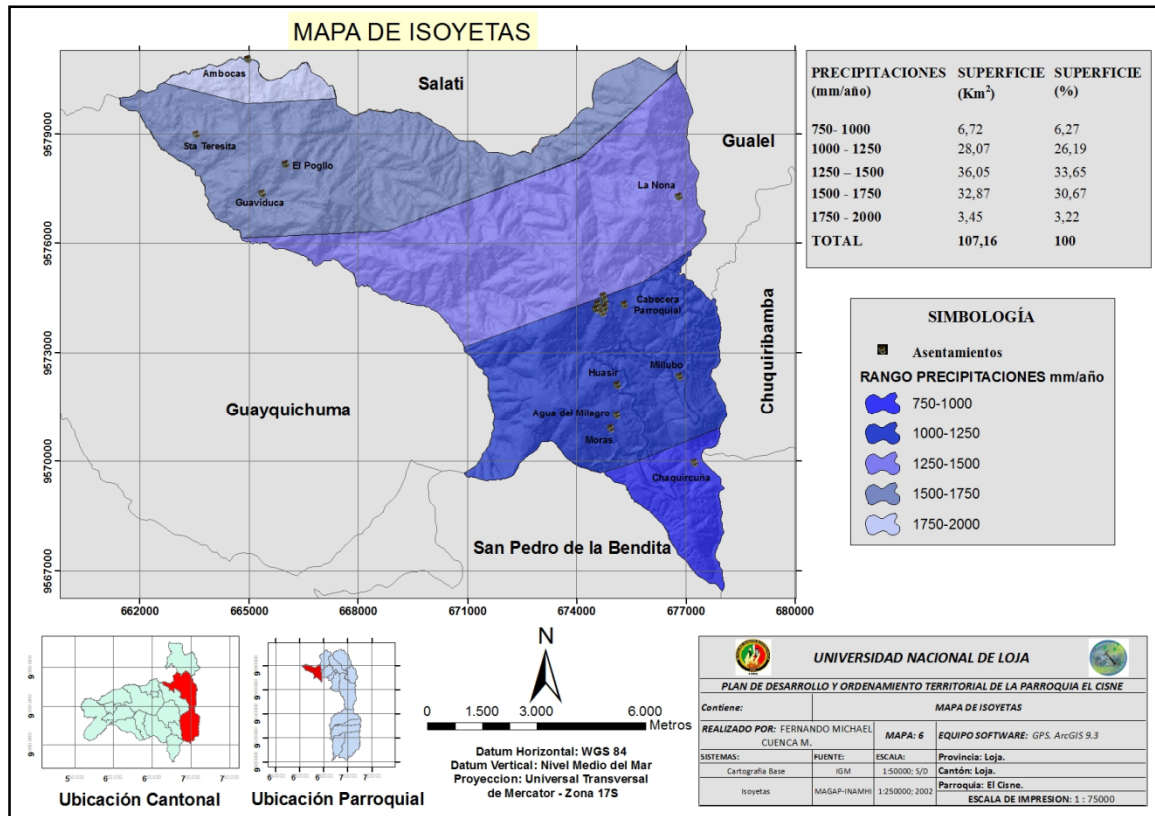 MAPA DE ISOYETAS
Ambocas
Salati
Sta Teresita
El Pogllo
Guaviduca
Gualel
La Nona
Cabecera
Parroquial
Chuquiribamba
Huasir
Millubo
Guayquichuma
Agua del Milagro
Moras
Chaquircuña
San Pedro de la Bendita
9579000
9576000
9573000
9570000
9567000
662000 665000 668000 671000 674000 677000 680000
PRECIPITACIONES SUPERFICIE SUPERFICIE
(mm/año) (Km2) (%)
750- 1000 6,72 6,27
1000 - 1250 28,07 26,19
1250 – 1500 36,05 33,65
1500 - 1750 32,87 30,67
1750 - 2000 3,45 3,22
TOTAL 107,16 100
SIMBOLOGÍA
Asentamientos
RANGO PRECIPITACIONES mm/año
750-1000
1000-1250
1250-1500
1500-1750
1750-2000
Ubicación Cantonal
Ubicación Parroquial
N
0 1.500 3.000 6.000
Metros
Datum Horizontal: WGS 84
Datum Vertical: Nivel Medio del Mar
Proyeccion: Universal Transversal
de Mercator - Zona 17S
UNIVERSIDAD NACIONAL DE LOJA
PLAN DE DESARROLLO Y ORDENAMIENTO TERRITORIAL DE LA PARROQUIA EL CISNE
Contiene: MAPA DE ISOYETAS
REALIZADO POR: FERNANDO MICHAEL
CUENCA M.
MAPA: 6
EQUIPO SOFTWARE: GPS. ArcGIS 9.3
SISTEMAS: FUENTE: ESCALA: Provincia: Loja.
Cartografía Base IGM 1:50000; S/D Cantón: Loja.
Isoyetas MAGAP-INAMHI 1:250000; 2002 Parroquia: El Cisne.
ESCALA DE IMPRESION: 1 : 75000